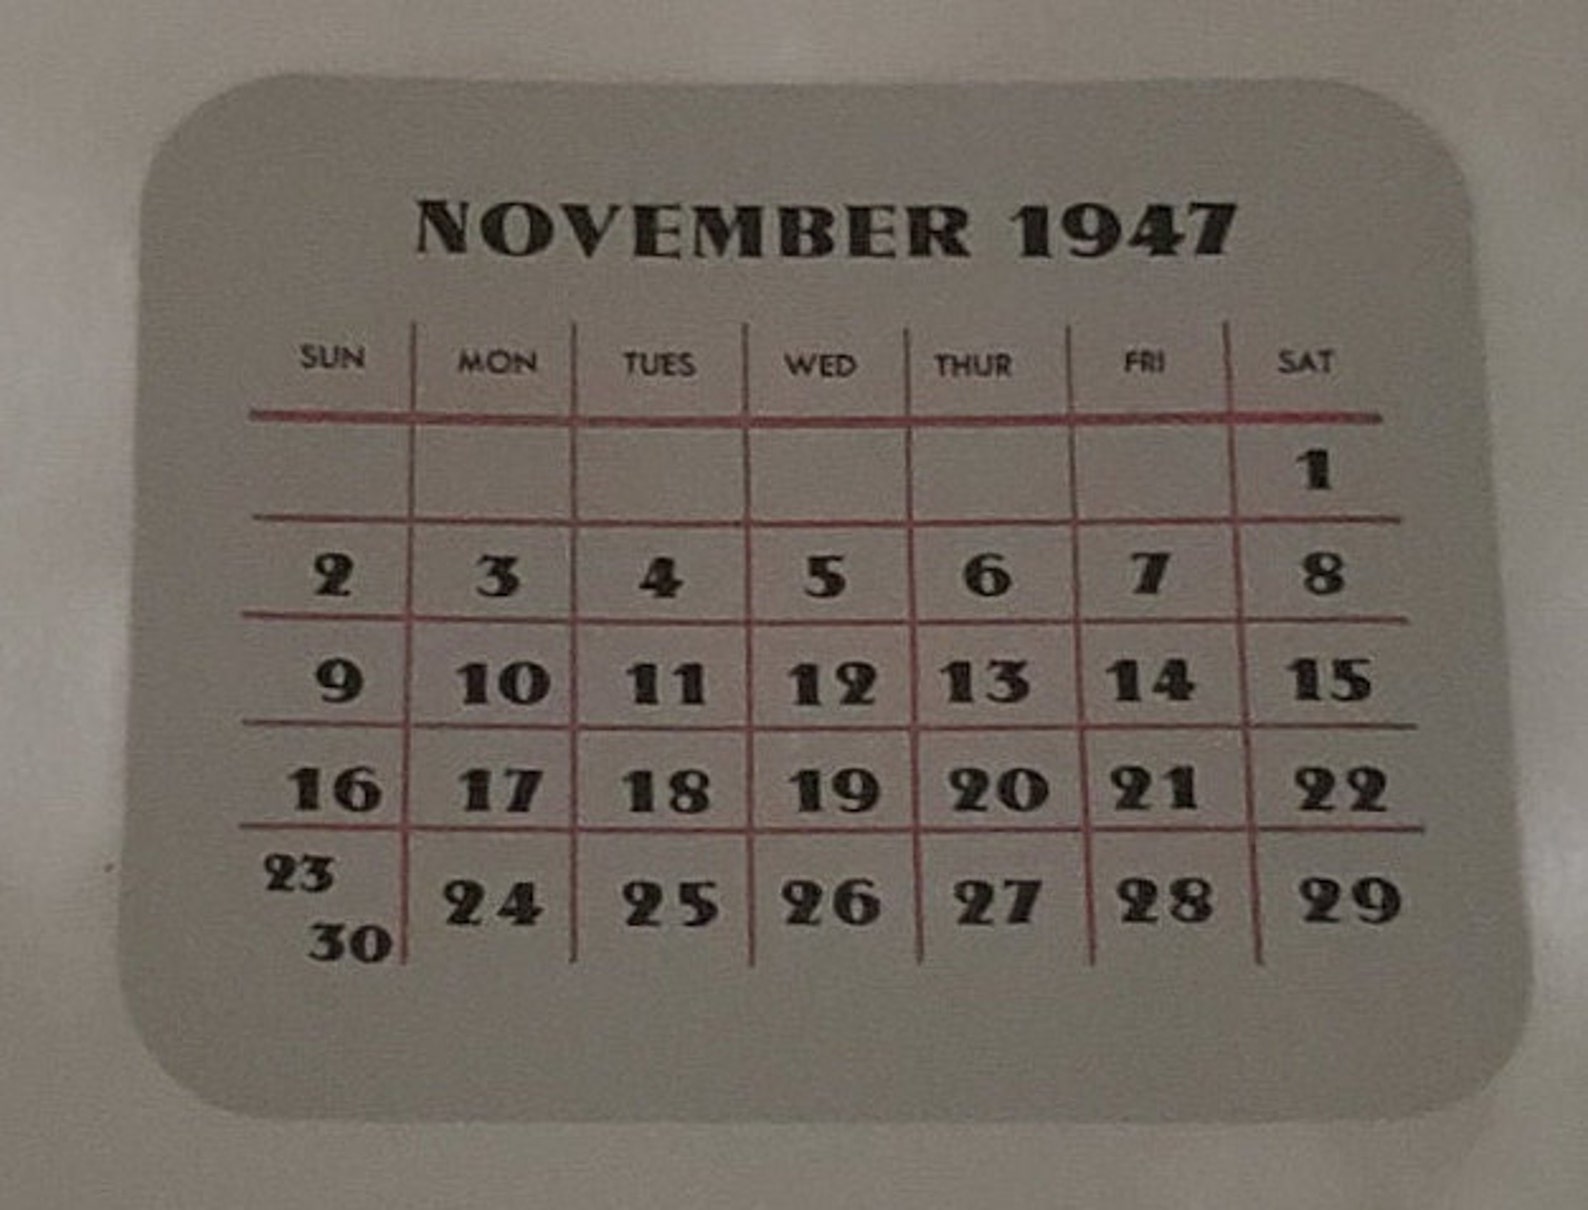 NOVEMBER 1947
SUN MON TUES WED THUR FRI SAT
1
2 3 4 5 6 7 8
9 10 11 12 13 14 15
16 17 18 19 20 21 22
23 24 25 26 27 28 29
30